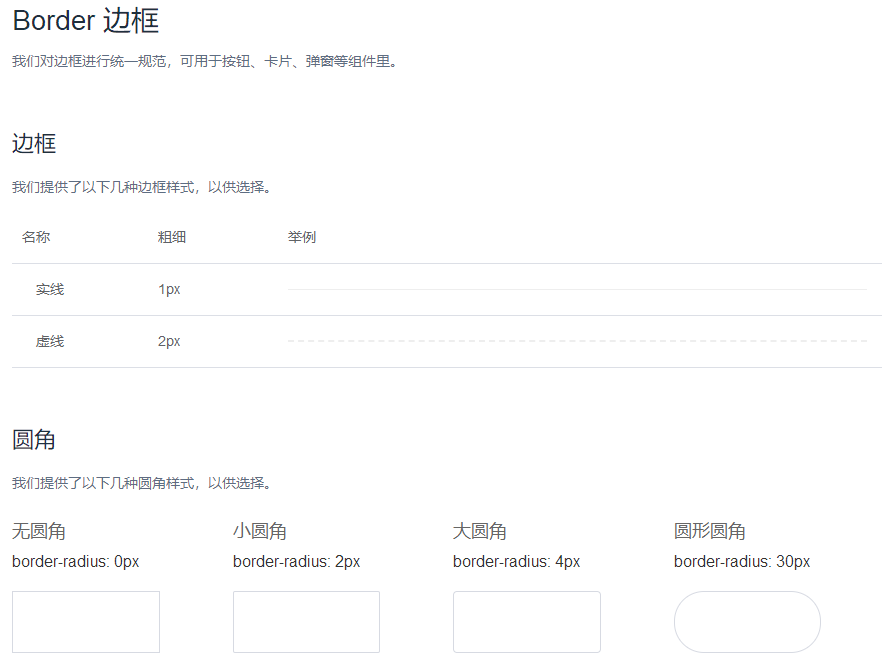 Border 边框
我们对边框进行统一规范，可用于按钮、卡片、弹窗等组件里。
边框
我们提供了以下几种边框样式，以供选择。
名称 粗细 举例
实线 1px
虚线 2px
圆角
我们提供了以下几种圆角样式，以供选择。
无圆角 小圆角 大圆角 圆形圆角
border-radius: 0px border-radius: 2px border-radius: 4px border-radius: 30px